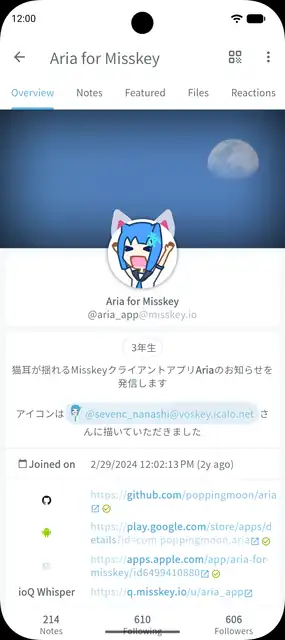 12:00
Aria for Misskey
Overview Notes Featured Files Reactions
Aria for Misskey
@aria_app@misskey.io
3年生
猫耳が揺れるMisskeyクライアントアプリAriaのお知らせを
発信します
アイコンは @sevenc_nanashi@voskey.icalo.net さ
んに描いていただきました
Joined on 2/29/2024 12:02:13 PM (2y ago)
https://github.com/poppingmoon/aria
https://play.google.com/store/apps/d
etails?id=com.poppingmoon.aria
https://apps.apple.com/app/aria-for-
misskey/id6499410880
ioQ Whisper https://q.misskey.io/u/aria_app
214 610 606
Notes Following Followers